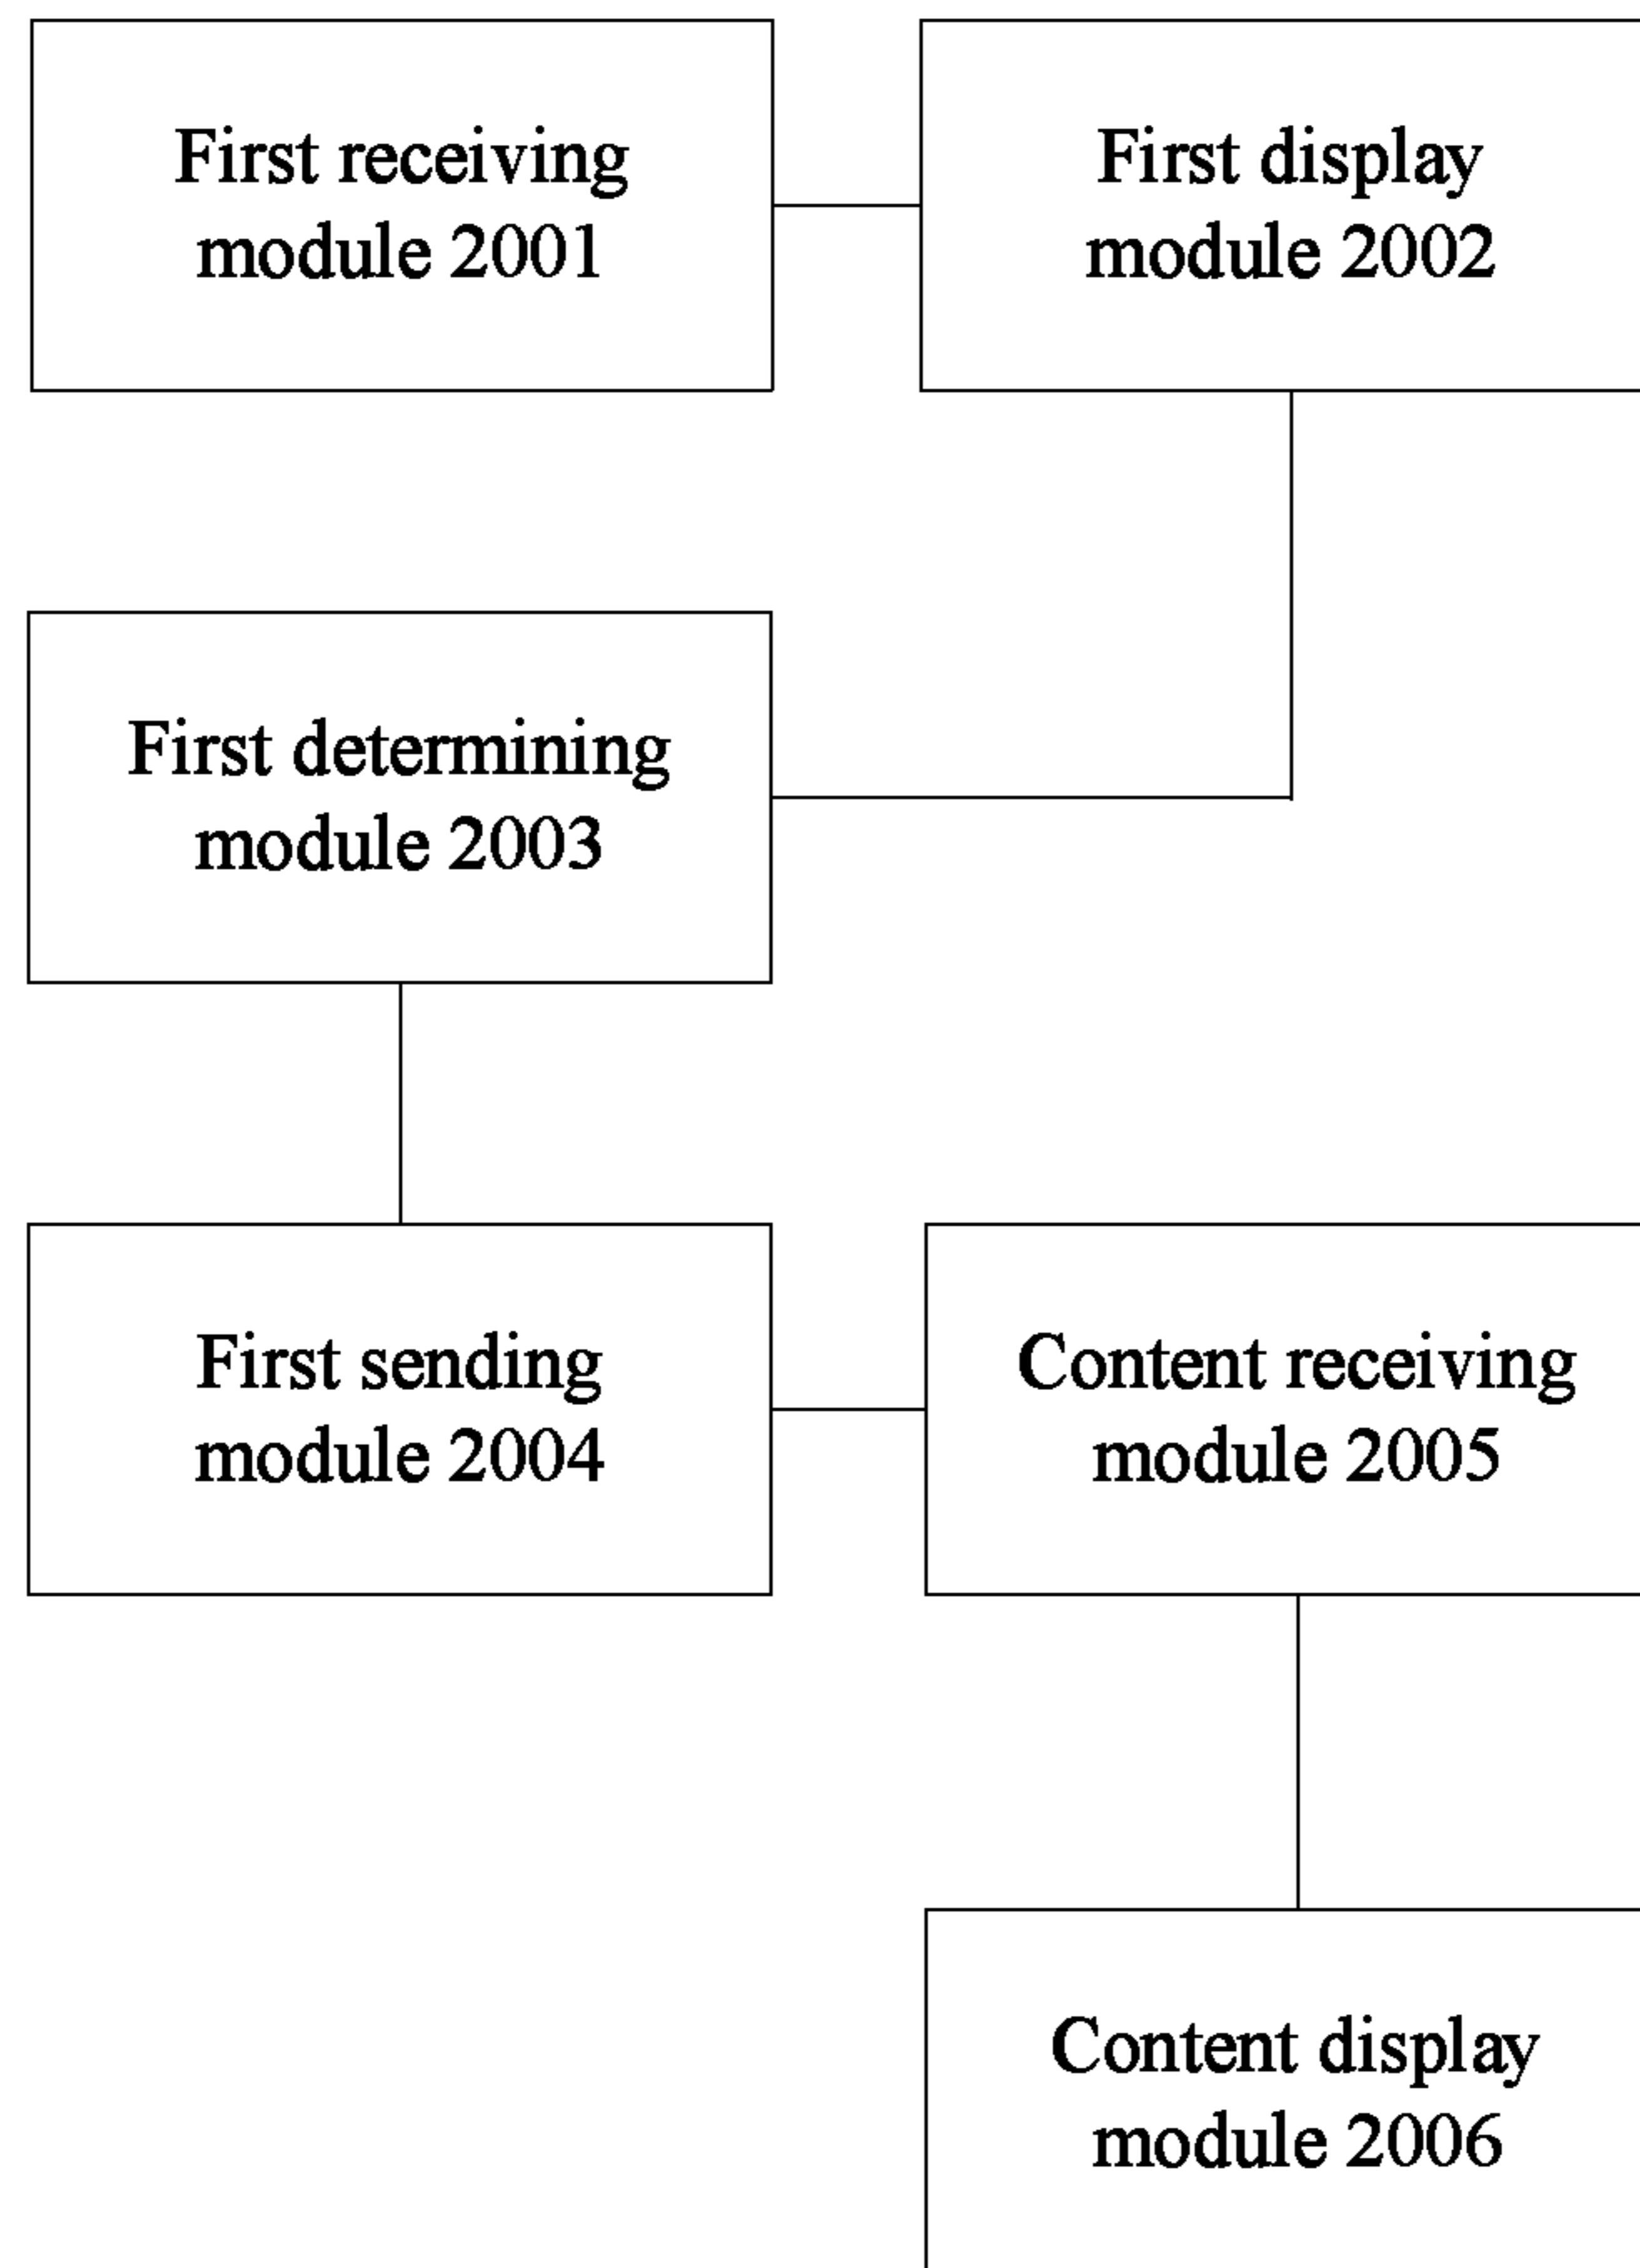 First receiving
module 2001
First display
module 2002
First determining
module 2003
First sending
module 2004
Content receiving
module 2005
Content display
module 2006